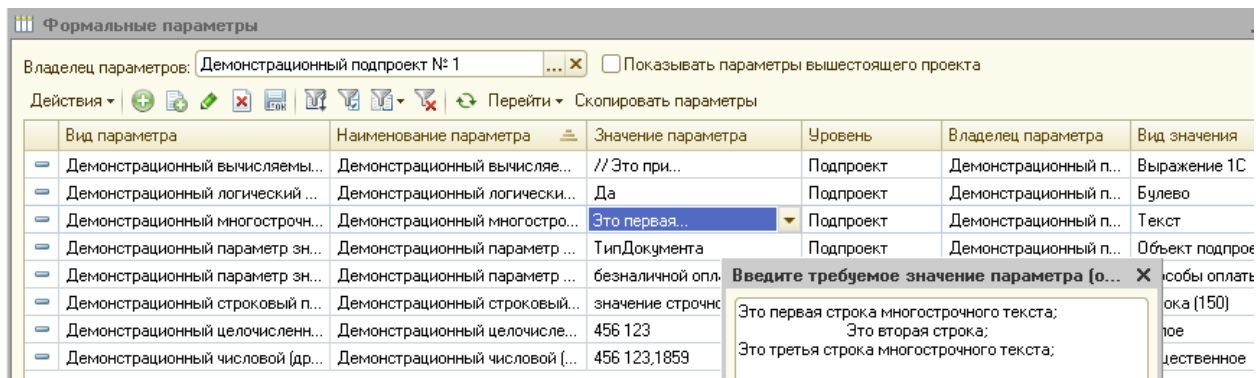 Формальные параметры
Владелец параметров: Демонстрационный подпроект № 1 ... Показывать параметры вышестоящего проекта
Действия Перейти Скопировать параметры
Вид параметра Наименование параметра Значение параметра Уровень Владелец параметра Вид значения
Демонстрационный вычисляемы... Демонстрационный вычисляе... // Это при... Подпроект Демонстрационный п... Выражение 1С
Демонстрационный логический ... Демонстрационный логически... Да Подпроект Демонстрационный п... Булево
Демонстрационный многострочн... Демонстрационный многостро... Это первая... Подпроект Демонстрационный п... Текст
Демонстрационный параметр зн... Демонстрационный параметр ... ТипДокумента Подпроект Демонстрационный п... Объект подпрое
Демонстрационный параметр зн... Демонстрационный параметр ... безналичной опл
Введите требуемое значение параметра (о...
особы оплаты
Демонстрационный строковый п... Демонстрационный строковый... значение строчно
ока (150)
Это первая строка многострочного текста;
Демонстрационный целочисленн... Демонстрационный целочисле... 456 123
Это вторая строка;
лое
Демонстрационный числовой (др... Демонстрационный числовой (... 456 123,1859
Это третья строка многострочного текста;
щественное